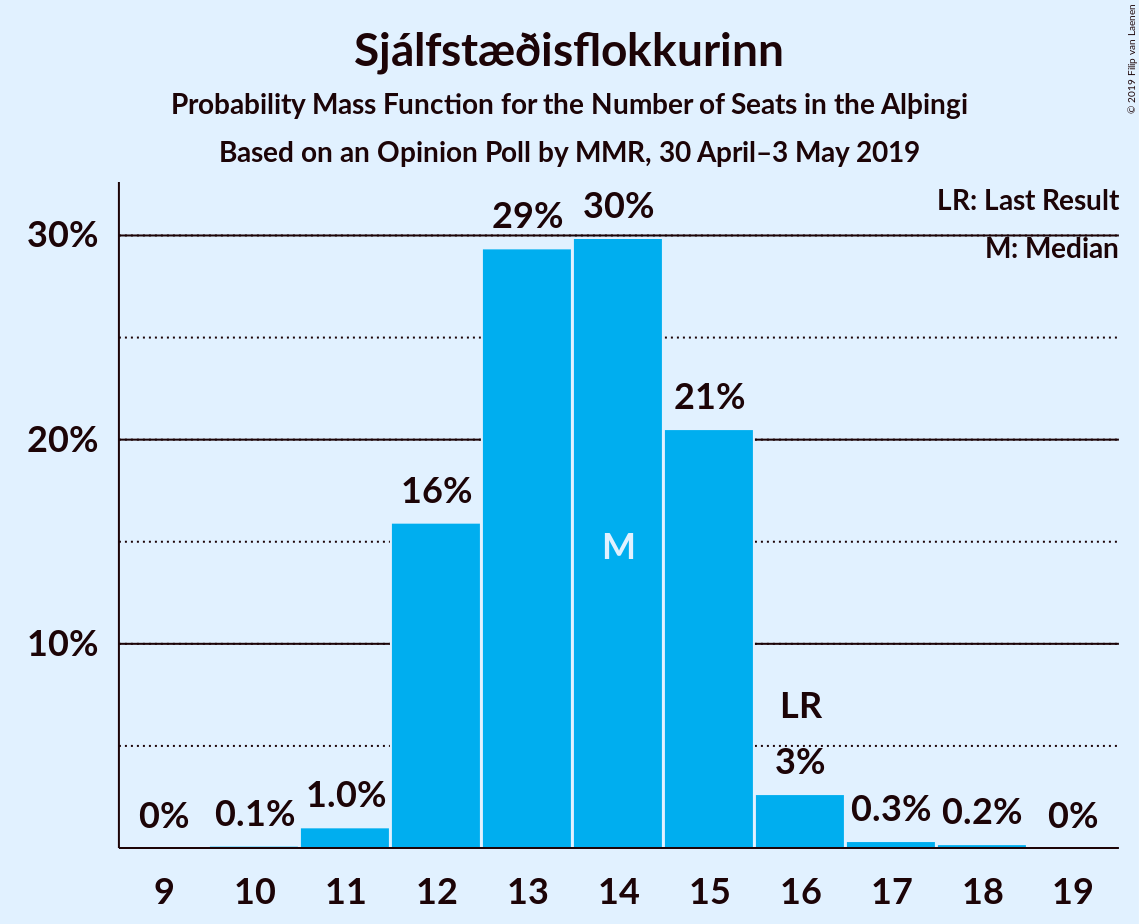 Sjálfstæðisflokkurinn
Probability Mass Function for the Number of Seats in the Alþingi
Based on an Opinion Poll by MMR, 30 April–3 May 2019
© 2019 Filip van Laenen
LR: Last Result
M: Median
30%
20%
10%
0%
0.1%
1.0%
16%
29%
30%
M
21%
LR
3%
0.3%
0.2%
0%
9 10 11 12 13 14 15 16 17 18 19